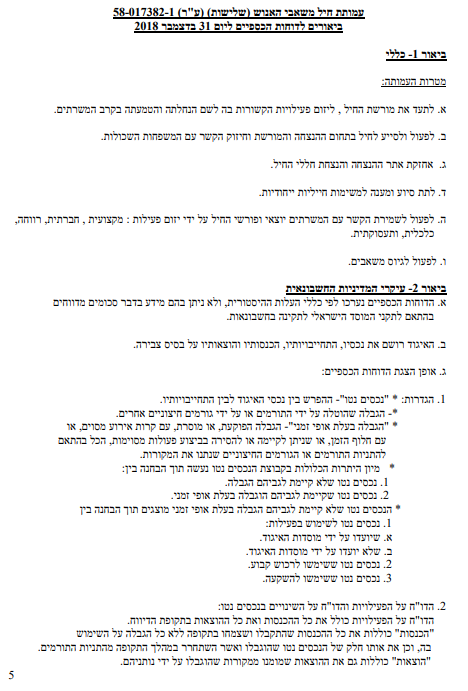 עמותת חיל משאבי האנוש (שלישות) (ע"ר) 58-017382-1
ביאורים לדוחות הכספיים ליום 31 בדצמבר 2018
ביאור 1- כללי
מטרות העמותה:
א. לתעד את מורשת החיל , ליזום פעילויות הקשורות בה לשם הנחלתה והטמעתה בקרב המשרתים.
ב. לפעול ולסייע לחיל בתחום ההנצחה והמורשת וחיזוק הקשר עם המשפחות השכולות.
ג. אחזקת אתר ההנצחה והנצחת חללי החיל.
ד. לתת סיוע ומענה למשימות חייליות ייחודיות.
ה. לפעול לשמירת הקשר עם המשרתים יוצאי ופורשי החיל על ידי יזום פעילות : מקצועית , חברתית, רווחה,
כלכלית, ותעסוקתית.
ו. לפעול לגיוס משאבים.
ביאור 2- עיקרי המדיניות החשבונאית
א. הדוחות הכספיים נערכו לפי כללי העלות ההיסטורית, ולא ניתן בהם מידע בדבר סכומים מדווחים
בהתאם לתקני המוסד הישראלי לתקינה בחשבונאות.
ב. האיגוד רושם את נכסיו, התחייבויותיו, הכנסותיו והוצאותיו על בסיס צבירה.
ג. אופן הצגת הדוחות הכספיים:
1. הגדרות: * "נכסים נטו"- ההפרש בין נכסי האיגוד לבין התחייבויותיו.
*- הגבלה שהוטלה על ידי התורמים או על ידי גורמים חיצוניים אחרים.
* "הגבלה בעלת אופי זמני"- הגבלה הפוקעת, או מוסרת, עם קרות אירוע מסוים, או
עם חלוף הזמן, או שניתן לקיימה או להסירה בביצוע פעולות מסוימות, הכל בהתאם
להתניות התורמים או הגורמים החיצוניים שנתנו את המקורות.
* מיון היתרות הכלולות בקבוצת הנכסים נטו נעשה תוך הבחנה בין:
1. נכסים נטו שלא קיימת לגביהם הגבלה.
2. נכסים נטו שקיימת לגביהם הוגבלה בעלת אופי זמני.
* הנכסים נטו שלא קיימת לגביהם הגבלה בעלת אופי זמני מוצגים תוך הבחנה בין
1. נכסים נטו לשימוש בפעילות:
א. שיועדו על ידי מוסדות האיגוד.
ב. שלא יועדו על ידי מוסדות האיגוד.
2. נכסים נטו ששימשו לרכוש קבוע.
3. נכסים נטו ששימשו להשקעה.
2. הדו"ח על הפעילויות והדו"ח על השינויים בנכסים נטו:
הדו"ח על הפעילויות כולל את כל ההכנסות ואת כל ההוצאות בתקופת הדיווח.
"הכנסות" כוללות את כל ההכנסות שהתקבלו ושצמחו בתקופה ללא כל הגבלה על השימוש
בה, וכן את אותו חלק של הנכסים נטו שהוגבלו ואשר השתחרר במהלך התקופה מהתניות התורמים.
"הוצאות" כוללות גם את ההוצאות שמומנו ממקורות שהוגבלו על ידי נותניהם.
5